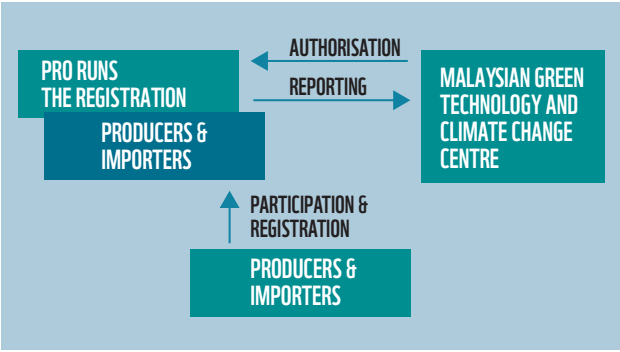 PRO RUNS
THE REGISTRATION
PRODUCERS &
IMPORTERS
AUTHORISATION
REPORTING
MALAYSIAN GREEN
TECHNOLOGY AND
CLIMATE CHANGE
CENTRE
PARTICIPATION &
REGISTRATION
PRODUCERS &
IMPORTERS